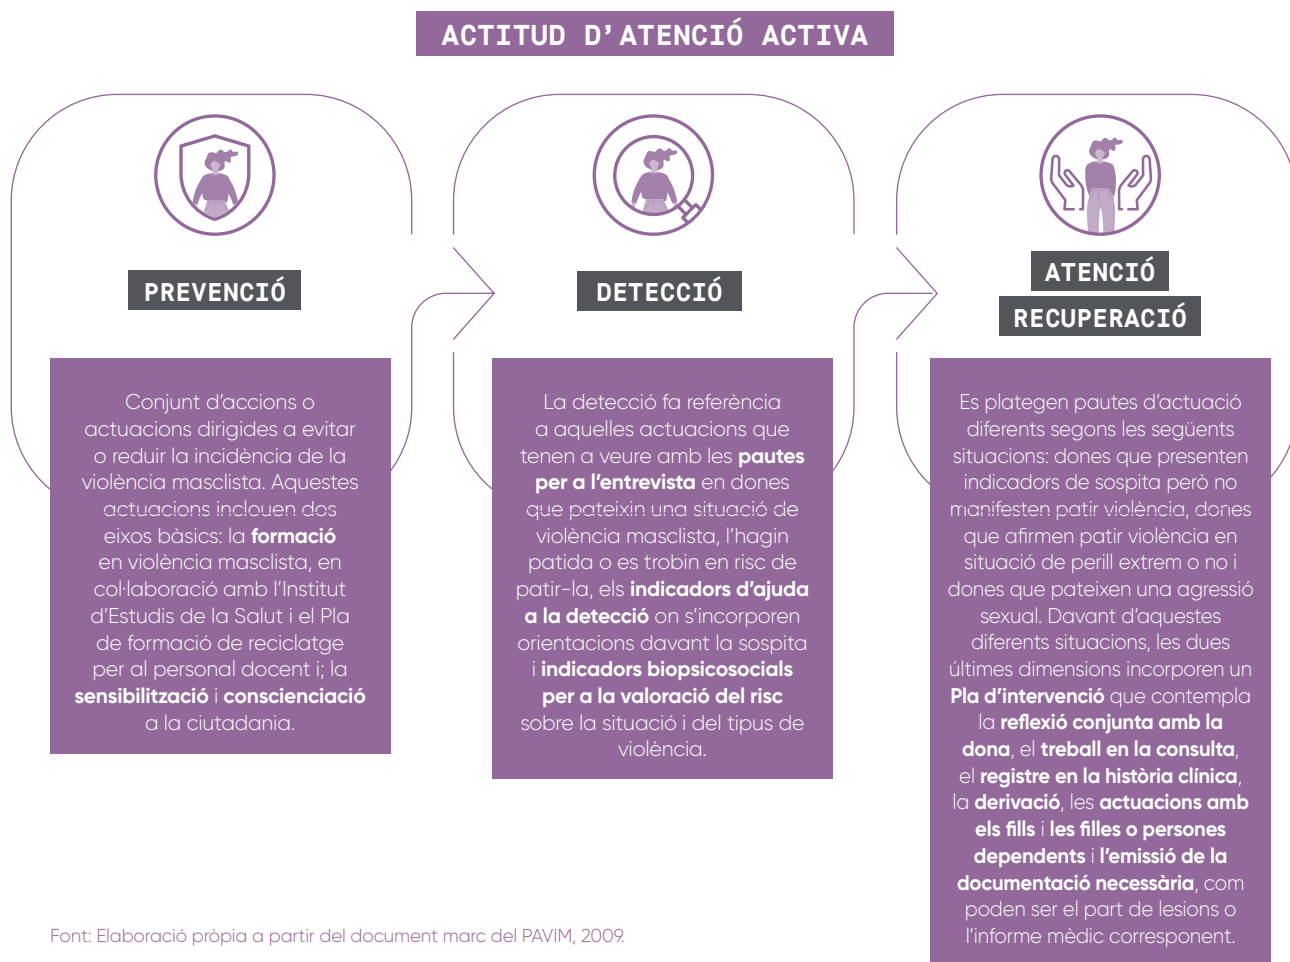 ACTITUD D'ATENCIÓ ACTIVA
PREVENCIÓ
Conjunt d'accions o
actuacions dirigides a evitar
o reduir la incidència de la
violència masclista. Aquestes
actuacions inclouen dos
eixos bàsics: la formació
en violència masclista, en
col·laboració amb l'Institut
d'Estudis de la Salut i el Pla
de formació de reciclatge
per al personal docent i; la
sensibilització i conscienciació
a la ciutadania.
DETECCIÓ
La detecció fa referència
a aquelles actuacions que
tenen a veure amb les pautes
per a l'entrevista en dones
que pateixin una situació de
violència masclista, l'hagin
patida o es trobin en risc de
patir-la, els indicadors d'ajuda
a la detecció on s'incorporen
orientacions davant la sospita
i indicadors biopsicosocials
per a la valoració del risc
sobre la situació i del tipus de
violència.
ATENCIÓ
RECUPERACIÓ
Es plategen pautes d'actuació
diferents segons les següents
situacions: dones que presenten
indicadors de sospita però no
manifesten patir violència, dones
que afirmen patir violència en
situació de perill extrem o no i
dones que pateixen una agressió
sexual. Davant d'aquestes
diferents situacions, les dues
últimes dimensions incorporen un
Pla d'intervenció que contempla
la reflexió conjunta amb la
dona, el treball en la consulta,
el registre en la història clínica,
la derivació, les actuacions amb
els fills i les filles o persones
dependents i l'emissió de la
documentació necessària, com
poden ser el part de lesions o
l'informe mèdic corresponent.
Font: Elaboració pròpia a partir del document marc del PAVIM, 2009.